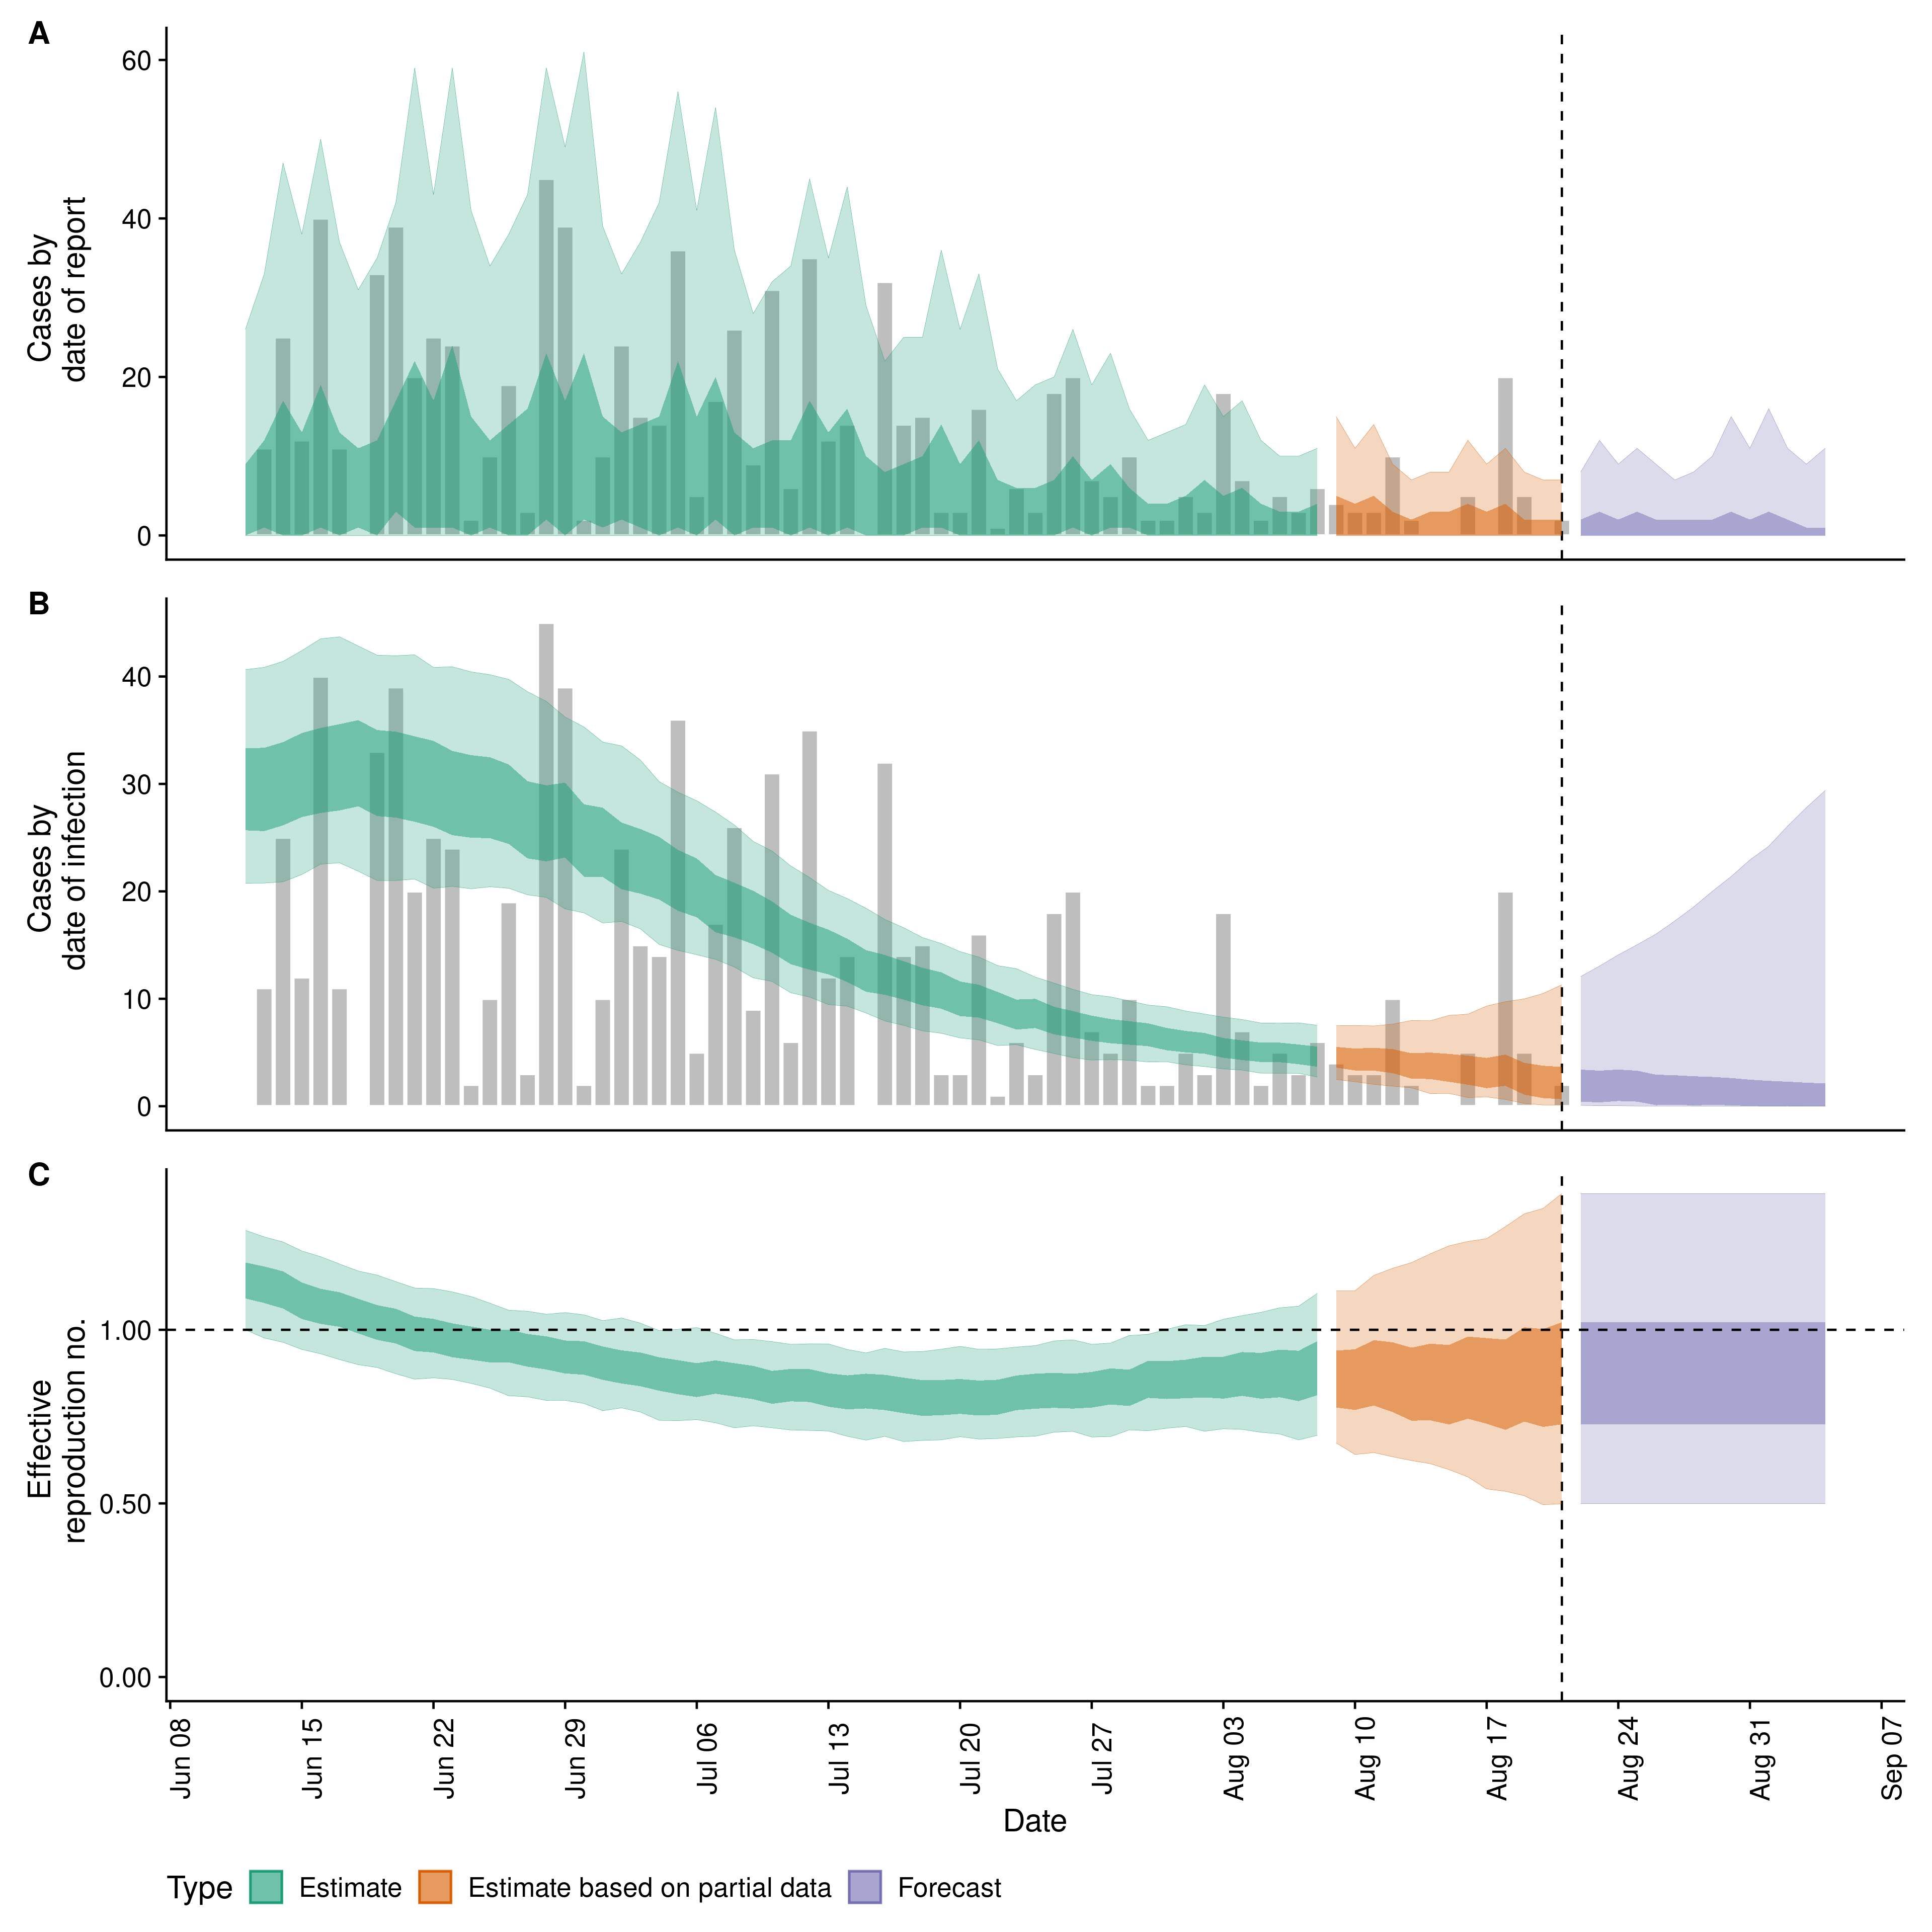 A
60
40
20
0
Cases by
date of report
B
40
30
20
10
0
Cases by
date of infection
C
1.00
0.50
0.00
Effective
reproduction no.
Jun 08
Jun 15
Jun 22
Jun 29
Jul 06
Jul 13
Jul 20
Jul 27
Aug 03
Aug 10
Aug 17
Aug 24
Aug 31
Sep 07
Date
Type Estimate Estimate based on partial data Forecast